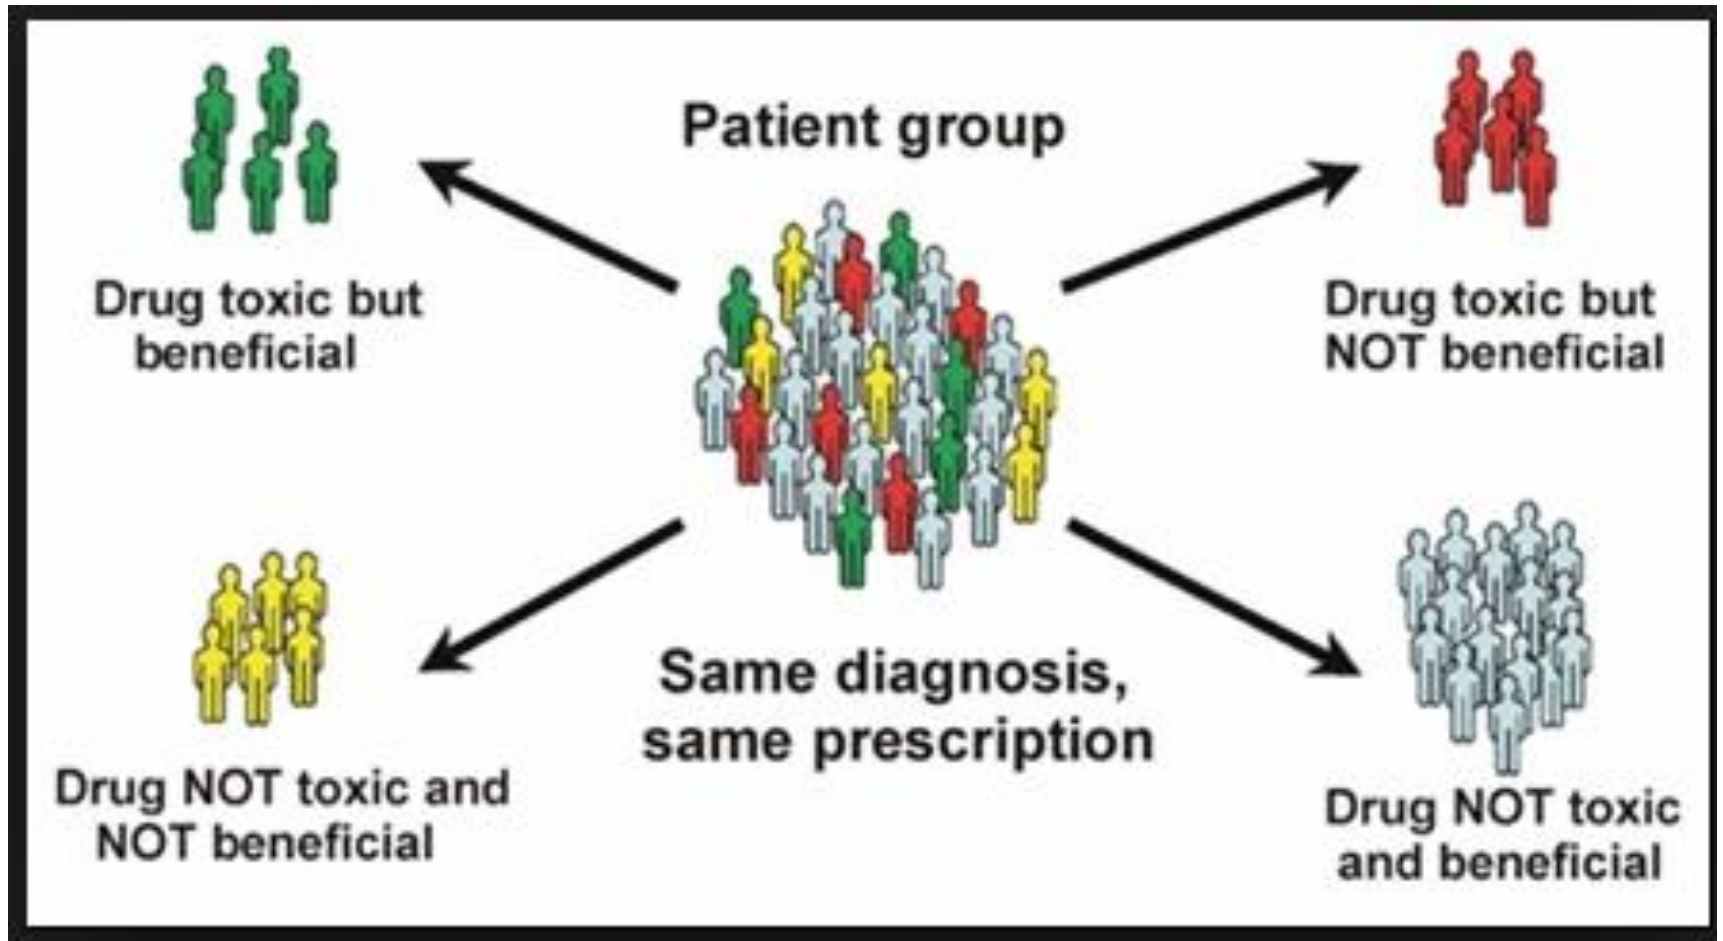 Patient group
Drug toxic but
beneficial
Drug toxic but
NOT beneficial
Same diagnosis,
same prescription
Drug NOT toxic and
NOT beneficial
Drug NOT toxic
and beneficial